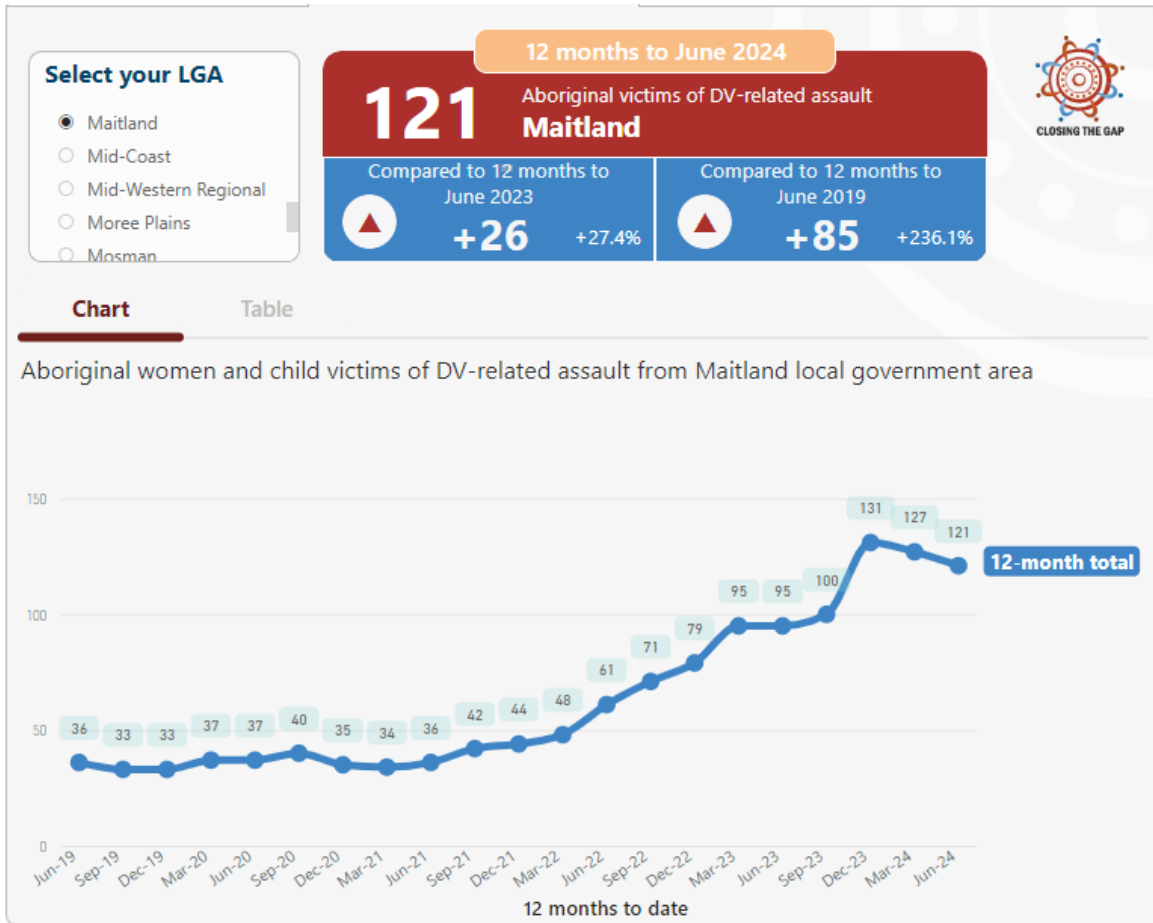 Select your LGA
Maitland
Mid-Coast
Mid-Western Regional
Moree Plains
Mosman
12 months to June 2024
121
Aboriginal victims of DV-related assault
Maitland
Compared to 12 months to
June 2023
+26 +27.4%
Compared to 12 months to
June 2019
+85 +236.1%
CLOSING THE GAP
Chart Table
Aboriginal women and child victims of DV-related assault from Maitland local government area
150
100
50
0
36 33 33 37 37 40 35 34 36 42 44 48 61 71 79 95 95 100 131 127 121
12-month total
Jun-19 Sep-19 Dec-19 Mar-20 Jun-20 Sep-20 Dec-20 Mar-21 Jun-21 Sep-21 Dec-21 Mar-22 Jun-22 Sep-22 Dec-22 Mar-23 Jun-23 Sep-23 Dec-23 Mar-24 Jun-24
12 months to date